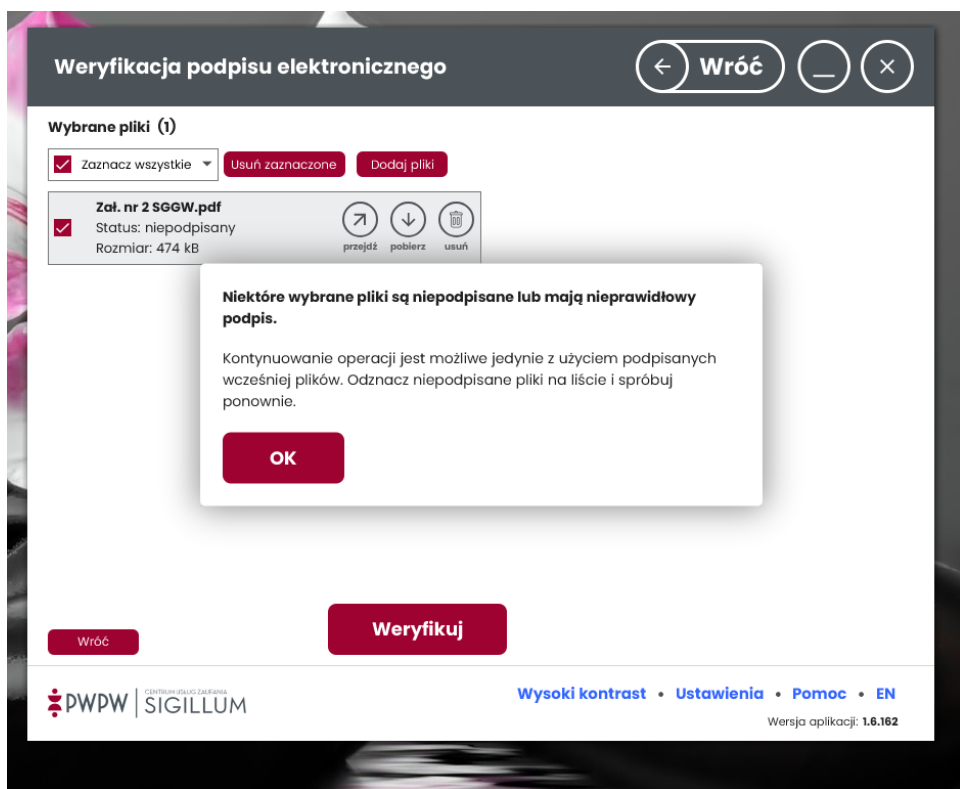 Weryfikacja podpisu elektronicznego
Wróć
Wybrane pliki (1)
Zaznacz wszystkie
Usuń zaznaczone
Dodaj pliki
Zał. nr 2 SGGW.pdf
Status: niepodpisany
Rozmiar: 474 kB
przejdź
pobierz
usuń
Niektóre wybrane pliki są niepodpisane lub mają nieprawidłowy
podpis.
Kontynuowanie operacji jest możliwe jedynie z użyciem podpisanych
wcześniej plików. Odznacz niepodpisane pliki na liście i spróbuj
ponownie.
OK
Weryfikuj
Wróć
PWPW
CENTRUM USŁUG ZAUFANIA
SIGILLUM
Wysoki kontrast • Ustawienia • Pomoc • EN
Wersja aplikacji: 1.6.162